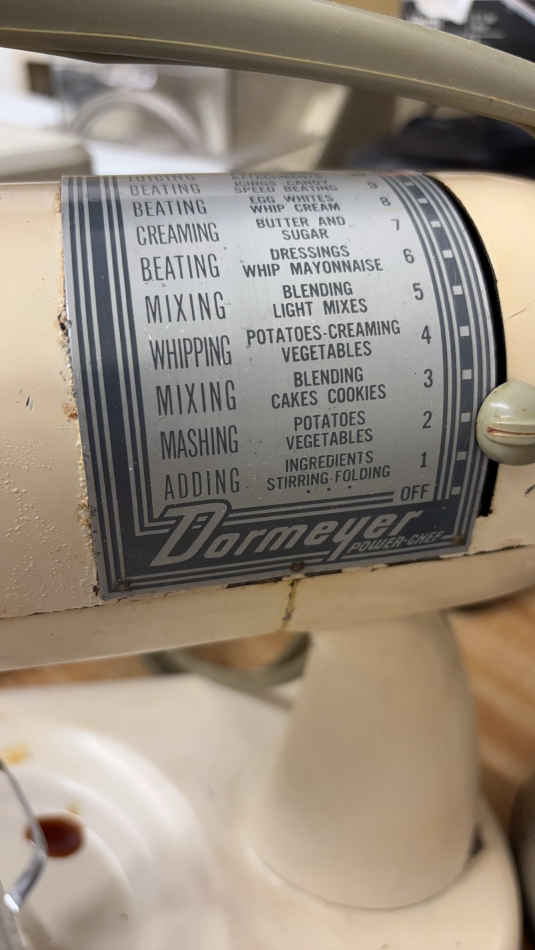 BEATING ICINGS CANDY SPEED BEATING 9
BEATING EGG WHITES WHIP CREAM 8
CREAMING BUTTER AND SUGAR 7
BEATING DRESSINGS WHIP MAYONNAISE 6
MIXING BLENDING LIGHT MIXES 5
WHIPPING POTATOES-CREAMING VEGETABLES 4
MIXING BLENDING CAKES COOKIES 3
MASHING POTATOES VEGETABLES 2
ADDING INGREDIENTS STIRRING-FOLDING 1
OFF
Dormeyer
POWER-CHEF